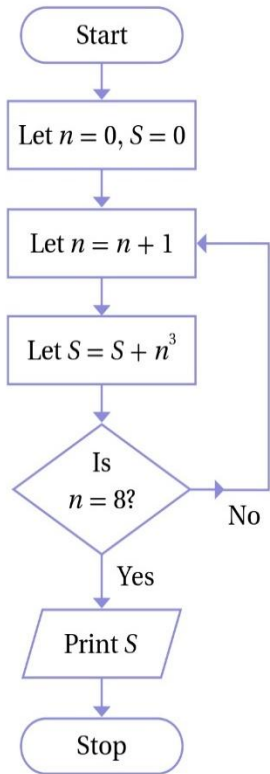 Start
Let n = 0, S = 0
Let n = n + 1
Let S = S + n³
Is
n = 8?
No
Yes
Print S
Stop